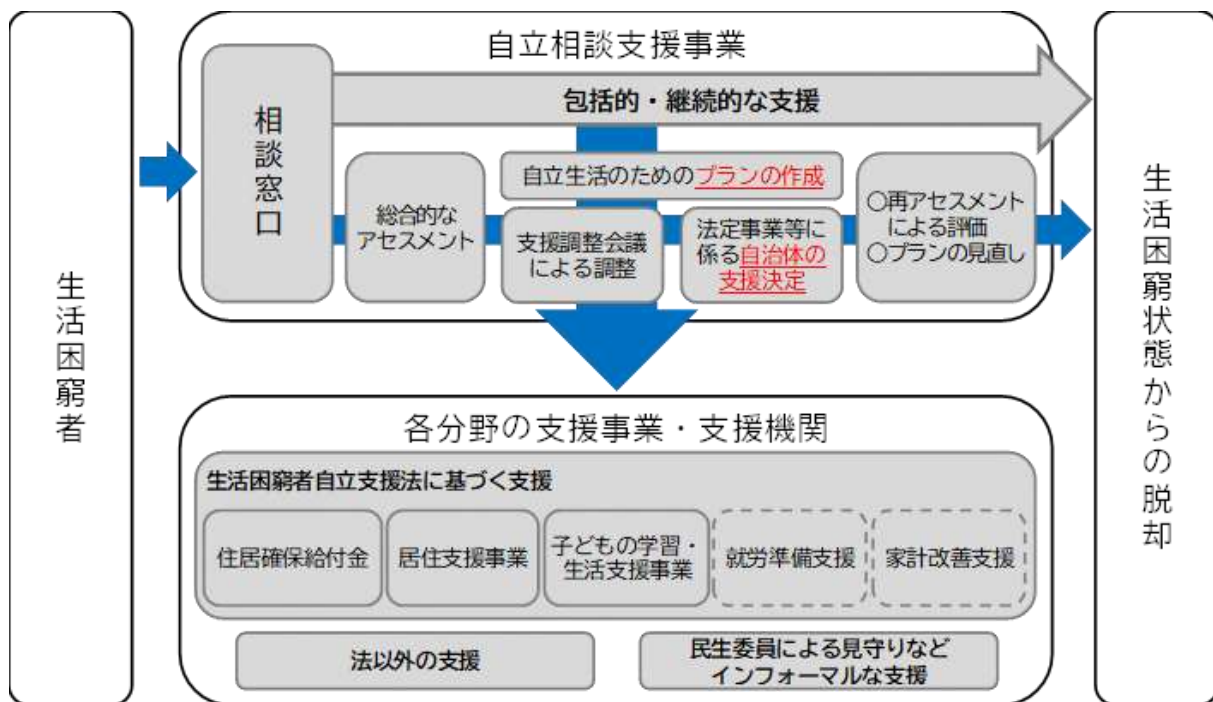 生活困窮者
自立相談支援事業
相談窓口
包括的・継続的な支援
総合的な
アセスメント
自立生活のためのプランの作成
支援調整会議
による調整
法定事業等に
係る自治体の
支援決定
○再アセスメント
による評価
○プランの見直し
各分野の支援事業・支援機関
生活困窮者自立支援法に基づく支援
住居確保給付金
居住支援事業
子どもの学習・
生活支援事業
就労準備支援
家計改善支援
法以外の支援
民生委員による見守りなど
インフォーマルな支援
生活困窮状態からの脱却